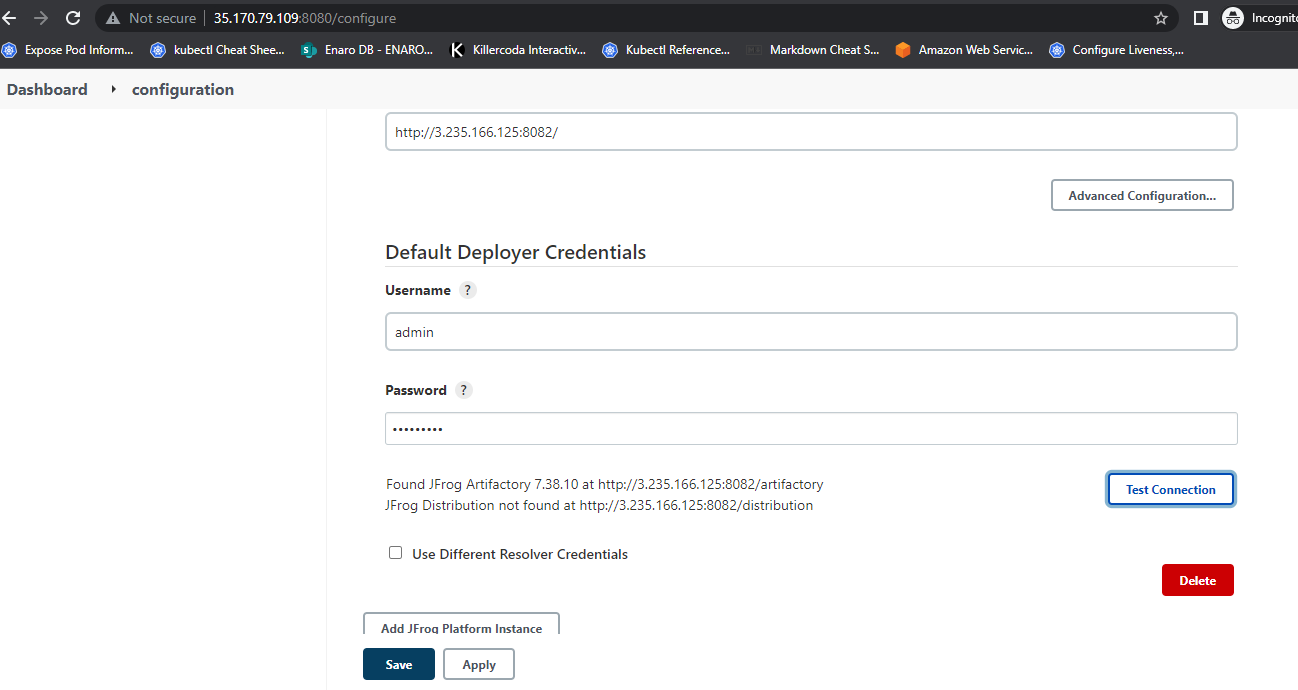 Not secure 35.170.79.109:8080/configure Incognito
Expose Pod Inform... kubectl Cheat Shee... Enaro DB - ENARO... Killercoda Interactiv... Kubectl Reference... Markdown Cheat S... Amazon Web Servic... Configure Liveness,...
Dashboard configuration
http://3.235.166.125:8082/
Advanced Configuration...
Default Deployer Credentials
Username ?
admin
Password ?
•••••••••
Found JFrog Artifactory 7.38.10 at http://3.235.166.125:8082/artifactory
JFrog Distribution not found at http://3.235.166.125:8082/distribution
Test Connection
Use Different Resolver Credentials
Delete
Add JFrog Platform Instance
Save Apply